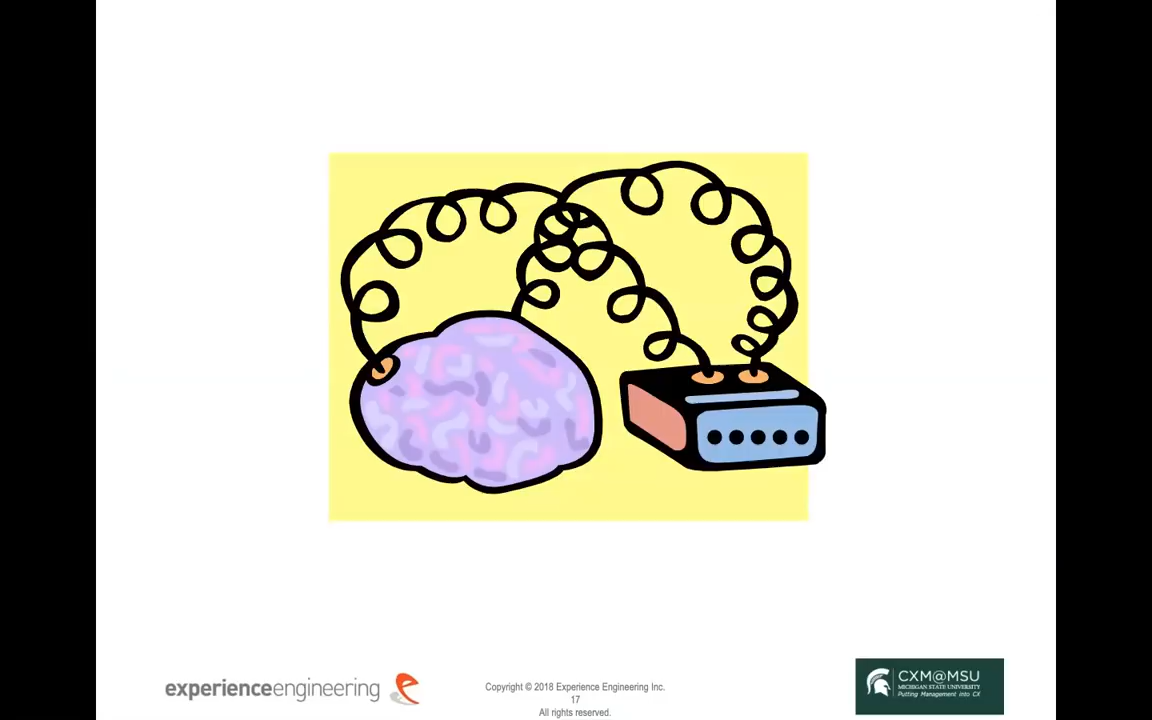 experienceengineering
Copyright © 2018 Experience Engineering Inc.
17
All rights reserved.
CXM@MSU
MICHIGAN STATE UNIVERSITY
Putting Management into CX